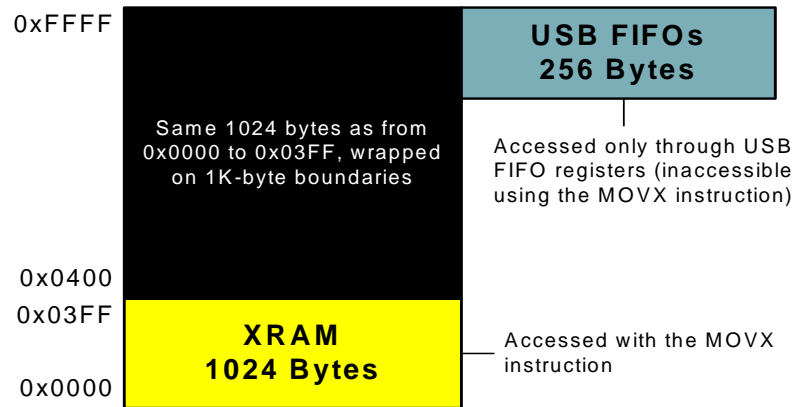 0xFFFF
USB FIFOs
256 Bytes
Same 1024 bytes as from
0x0000 to 0x03FF, wrapped
on 1K-byte boundaries
Accessed only through USB
FIFO registers (inaccessible
using the MOVX instruction)
0x0400
0x03FF
XRAM
1024 Bytes
Accessed with the MOVX
instruction
0x0000